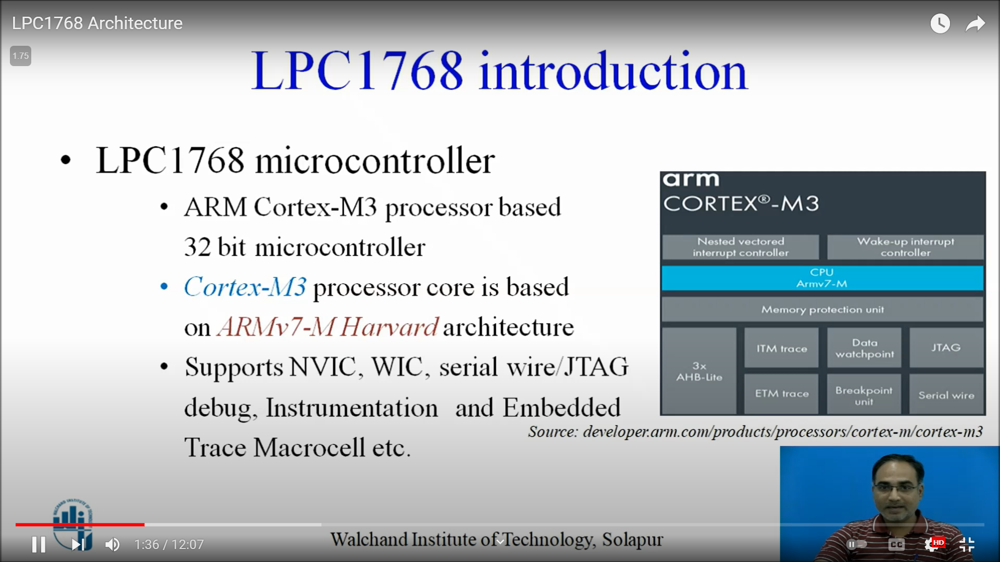 LPC1768 Architecture
1.75
LPC1768 introduction
• LPC1768 microcontroller
• ARM Cortex-M3 processor based
32 bit microcontroller
• Cortex-M3 processor core is based
on ARMv7-M Harvard architecture
• Supports NVIC, WIC, serial wire/JTAG
debug, Instrumentation and Embedded
Trace Macrocell etc.
arm
CORTEX®-M3
Nested vectored
interrupt controller
Wake-up interrupt
controller
CPU
Armv7-M
Memory protection unit
3x
AHB-Lite
ITM trace
Data
watchpoint
JTAG
ETM trace
Breakpoint
unit
Serial wire
Source: developer.arm.com/products/processors/cortex-m/cortex-m3
1:36 / 12:07
Walchand Institute of Technology, Solapur
CC
HD